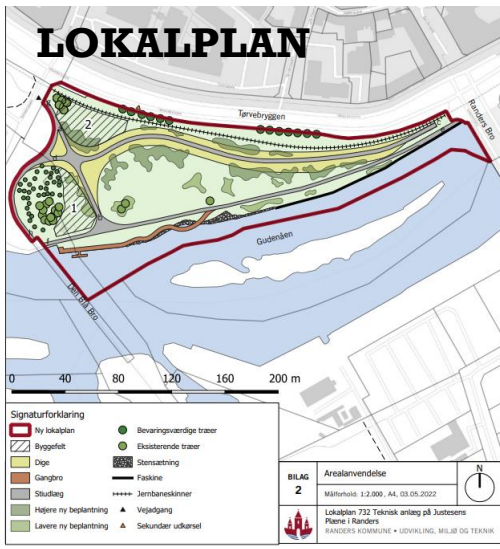 LOKALPLAN
Tørvebryggen
Randers Bro
2
1
Gudenåen
Den Blå Bro
0 40 80 120 160 200 m
Signaturforklaring
Ny lokalplan
Byggefelt
Dige
Gangbro
Stiudlæg
Højere ny beplantning
Lavere ny beplantning
Bevaringsværdige træer
Eksisterende træer
Stensætning
Faskine
Jernbaneskinner
Vejadgang
Sekundær udkørsel
BILAG
2
Arealanvendelse
Målforhold: 1:2.000, A4, 03.05.2022
N
Lokalplan 732 Teknisk anlæg på Justesens
Plæne i Randers
RANDERS KOMMUNE • UDVIKLING, MILJØ OG TEKNIK